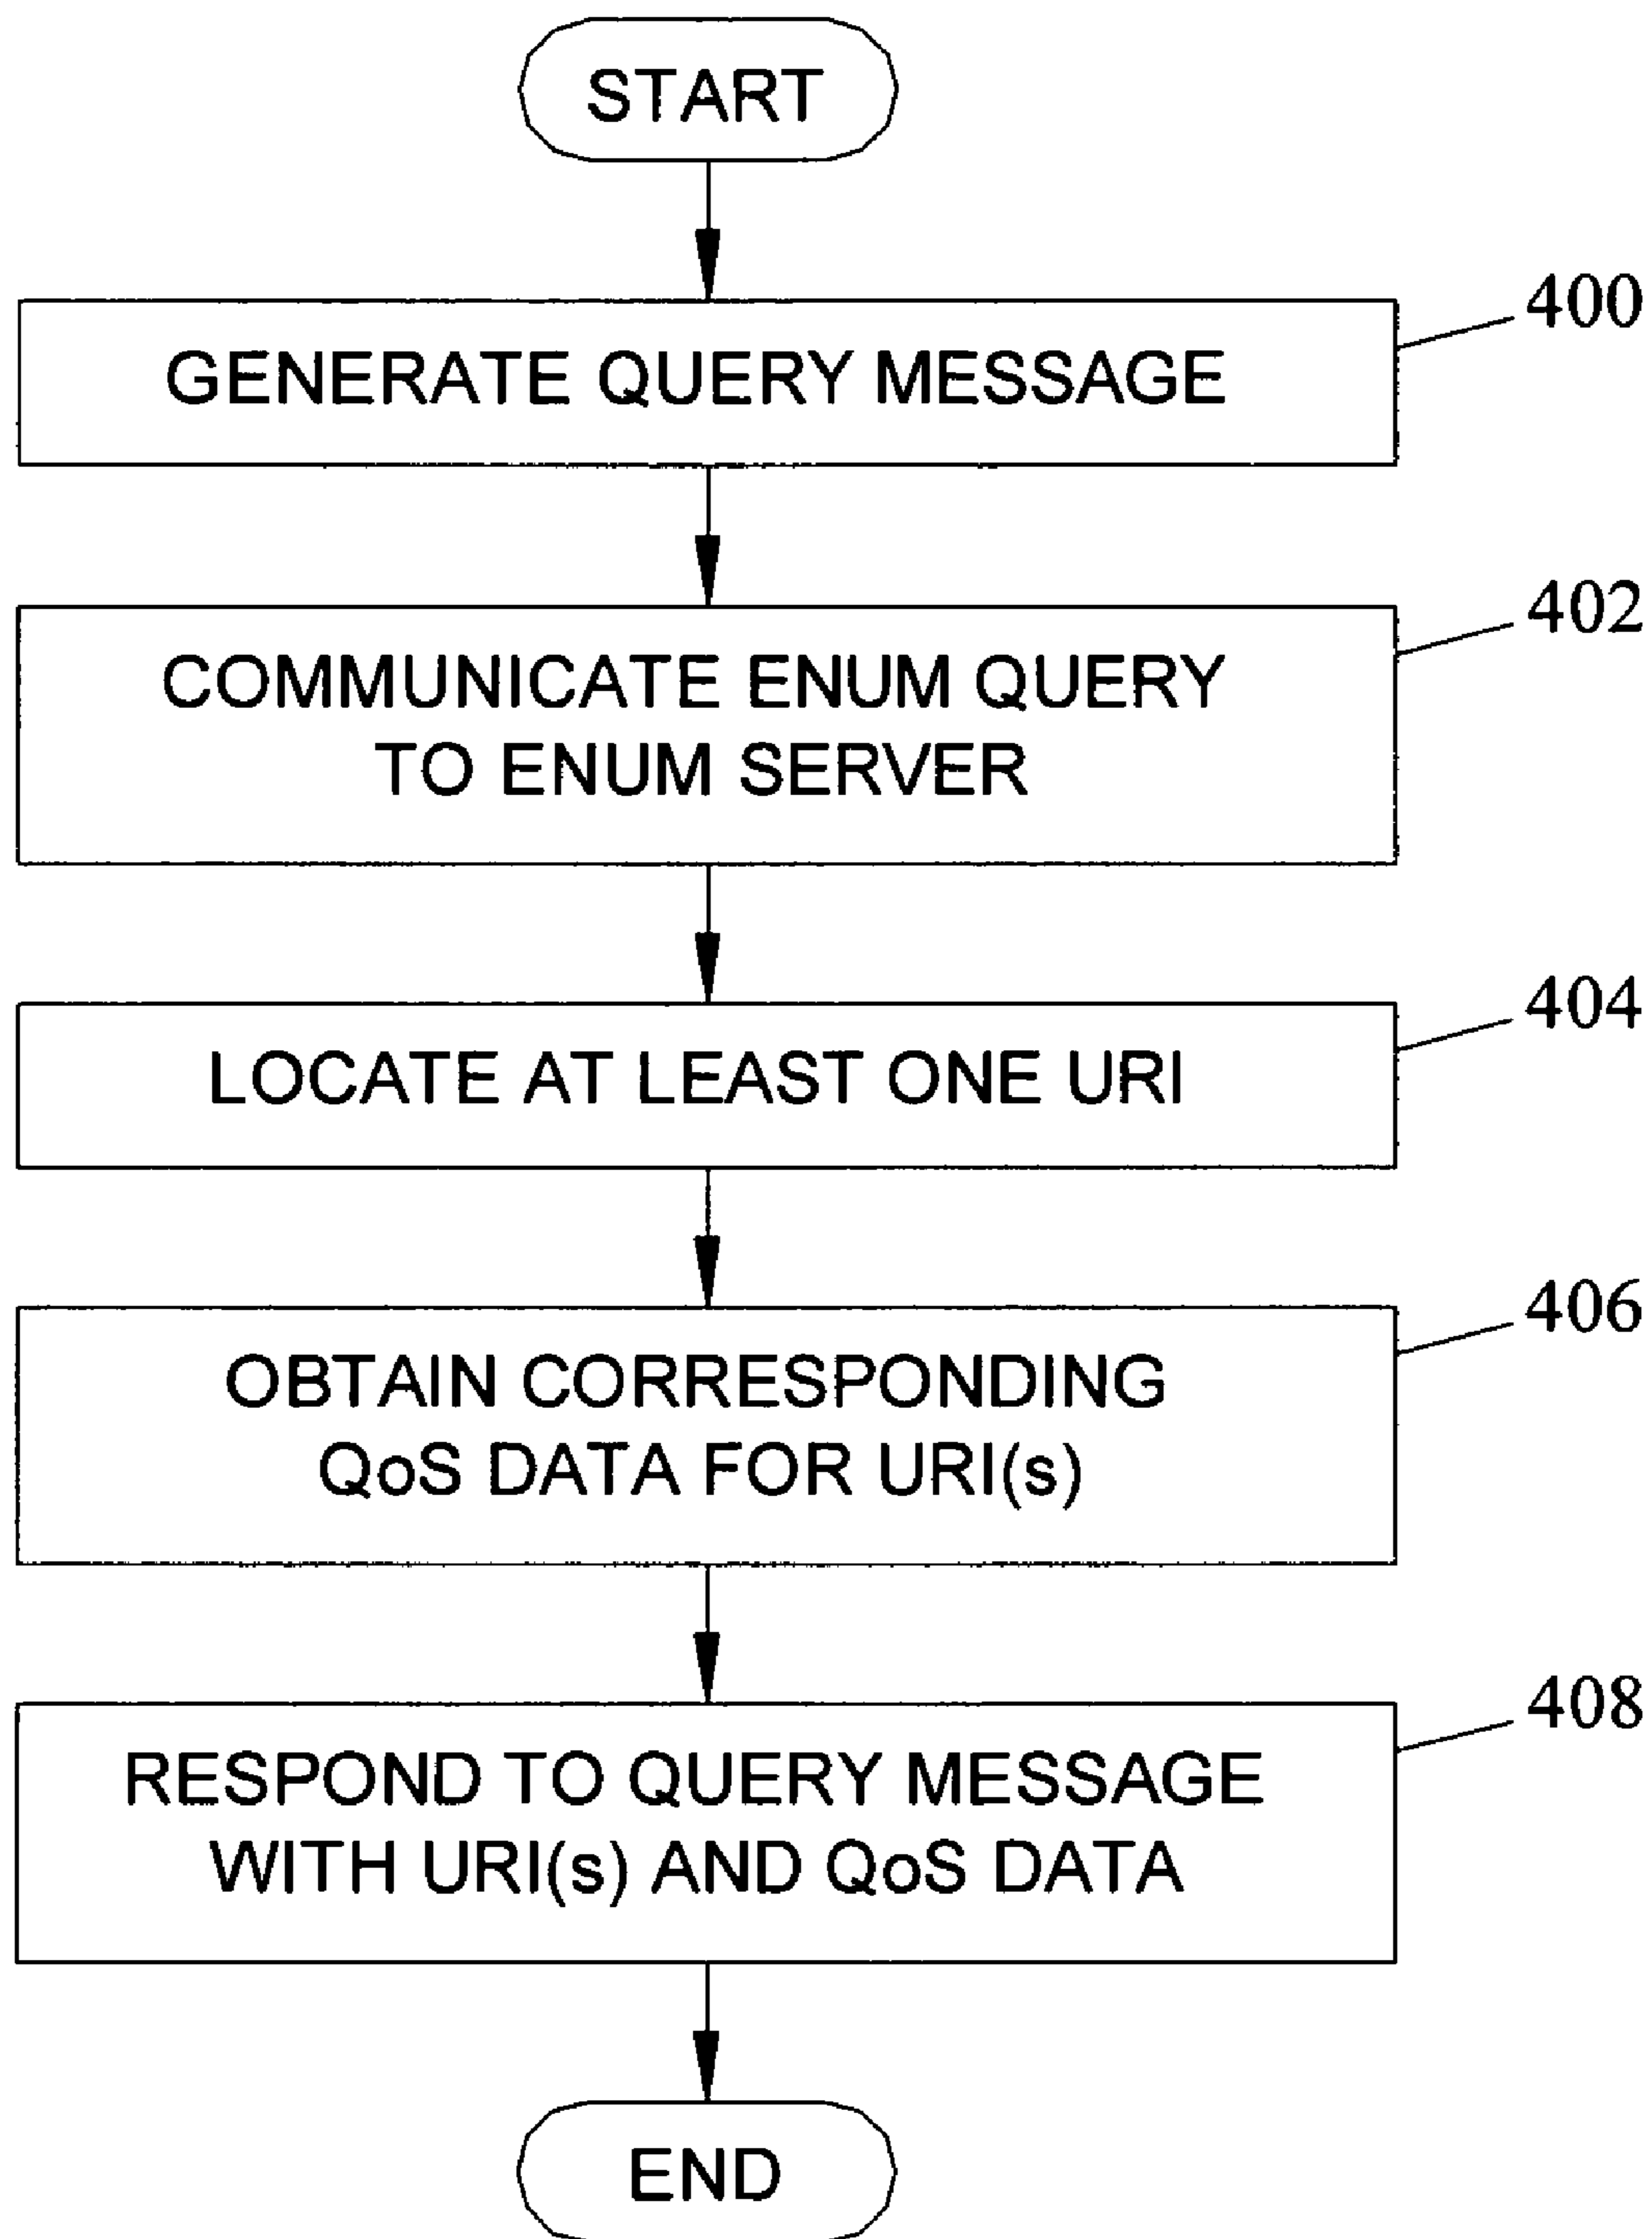 START
400
GENERATE QUERY MESSAGE
402
COMMUNICATE ENUM QUERY
TO ENUM SERVER
404
LOCATE AT LEAST ONE URI
406
OBTAIN CORRESPONDING
QoS DATA FOR URI(s)
408
RESPOND TO QUERY MESSAGE
WITH URI(s) AND QoS DATA
END